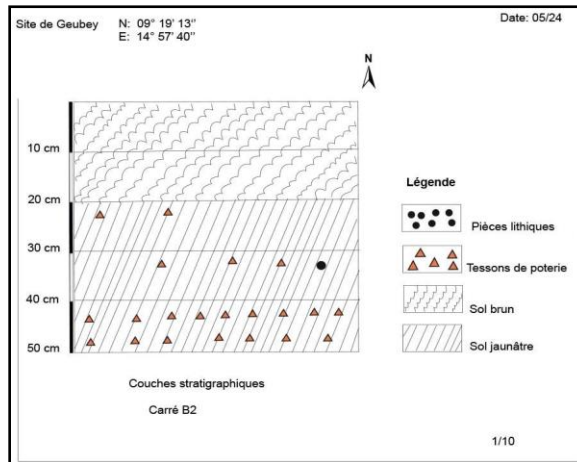 Site de Geubey N: 09° 19' 13"
E: 14° 57' 40"
Date: 05/24
N
10 cm
20 cm
30 cm
40 cm
50 cm
Légende
Pièces lithiques
Tessons de poterie
Sol brun
Sol jaunâtre
Couches stratigraphiques
Carré B2
1/10